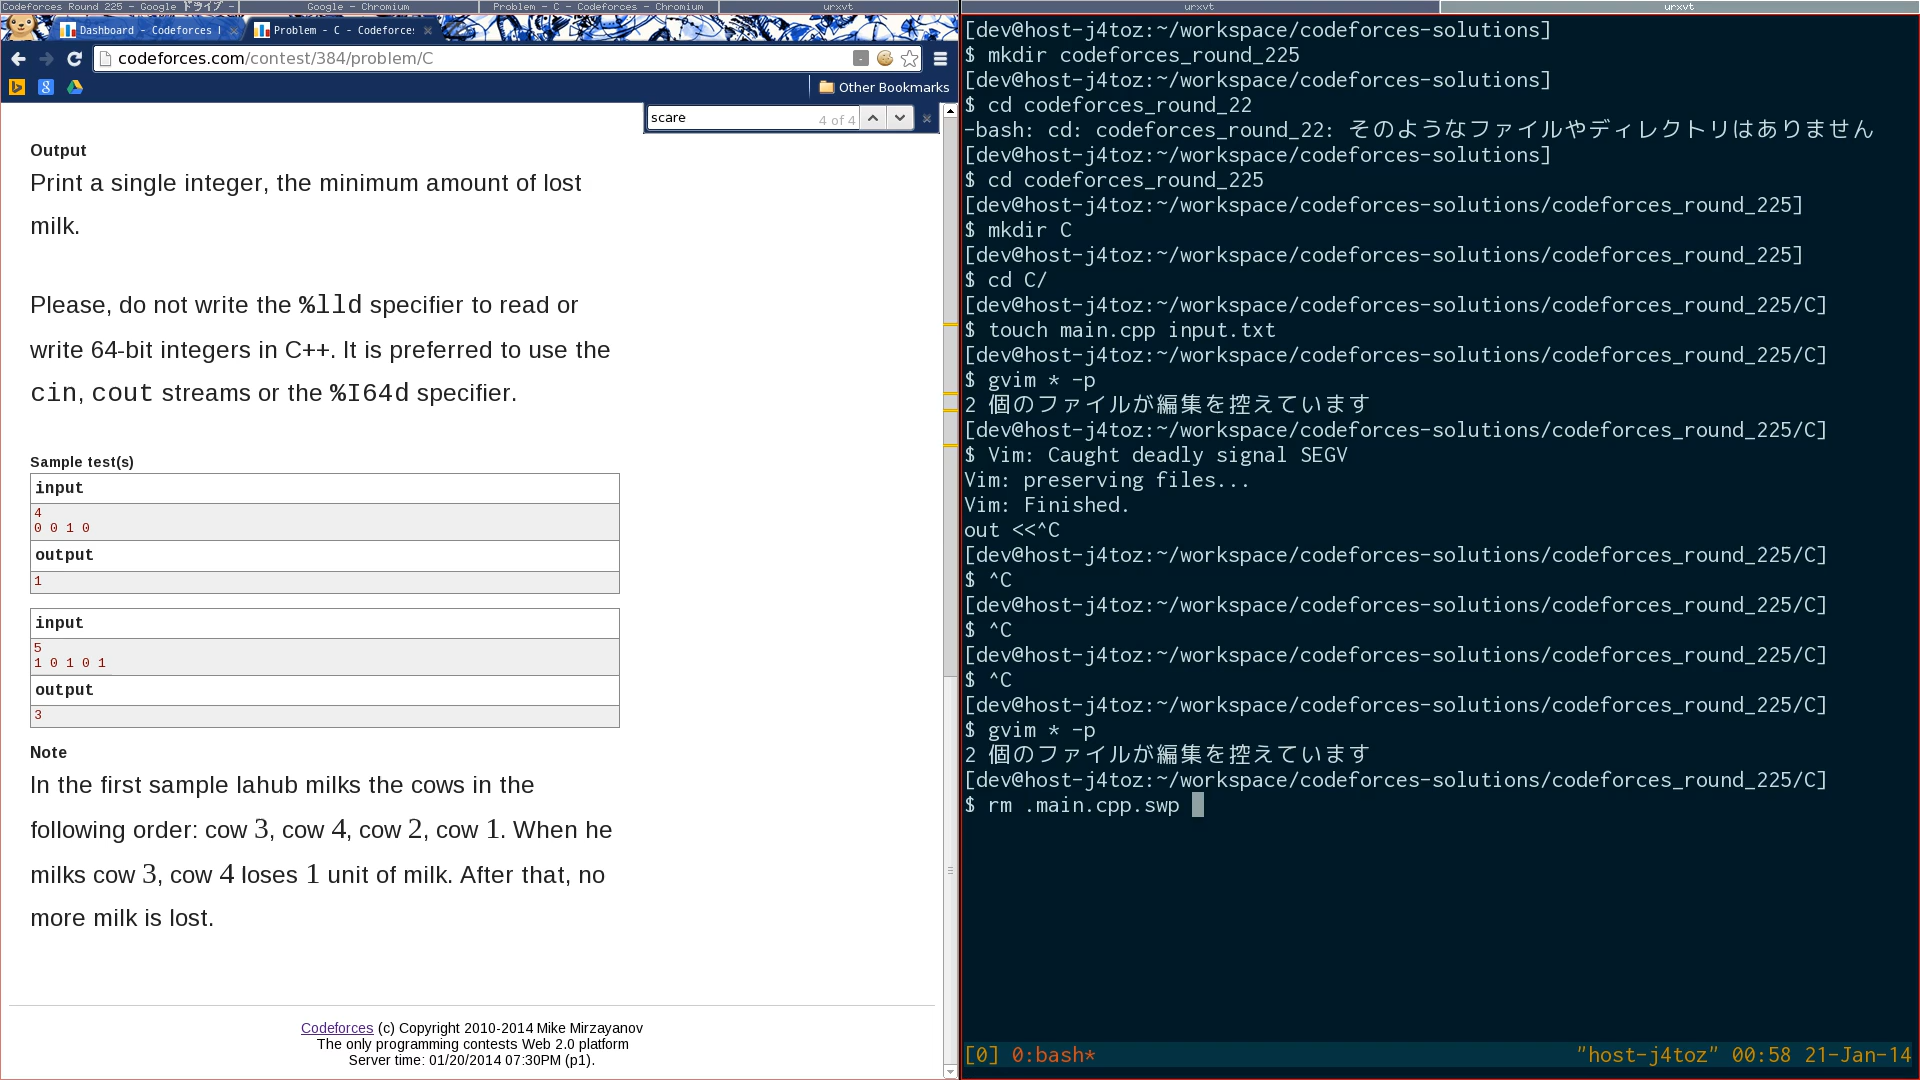 Codeforces Round 225 - Google ドライブ -
Google - Chromium
Problem - C - Codeforces - Chromium
urxvt
urxvt
urxvt
Dashboard - Codeforces
Problem - C - Codeforces
codeforces.com/contest/384/problem/C
Other Bookmarks
scare
4 of 4
Output
Print a single integer, the minimum amount of lost
milk.
Please, do not write the %lld specifier to read or
write 64-bit integers in C++. It is preferred to use the
cin, cout streams or the %I64d specifier.
Sample test(s)
input
4
0 0 1 0
output
1
input
5
1 0 1 0 1
output
3
Note
In the first sample Iahub milks the cows in the
following order: cow 3, cow 4, cow 2, cow 1. When he
milks cow 3, cow 4 loses 1 unit of milk. After that, no
more milk is lost.
Codeforces (c) Copyright 2010-2014 Mike Mirzayanov
The only programming contests Web 2.0 platform
Server time: 01/20/2014 07:30PM (p1).
[dev@host-j4toz:~/workspace/codeforces-solutions]
$ mkdir codeforces_round_225
[dev@host-j4toz:~/workspace/codeforces-solutions]
$ cd codeforces_round_22
-bash: cd: codeforces_round_22: そのようなファイルやディレクトリはありません
[dev@host-j4toz:~/workspace/codeforces-solutions]
$ cd codeforces_round_225
[dev@host-j4toz:~/workspace/codeforces-solutions/codeforces_round_225]
$ mkdir C
[dev@host-j4toz:~/workspace/codeforces-solutions/codeforces_round_225]
$ cd C/
[dev@host-j4toz:~/workspace/codeforces-solutions/codeforces_round_225/C]
$ touch main.cpp input.txt
[dev@host-j4toz:~/workspace/codeforces-solutions/codeforces_round_225/C]
$ gvim * -p
2 個のファイルが編集を控えています
[dev@host-j4toz:~/workspace/codeforces-solutions/codeforces_round_225/C]
$ Vim: Caught deadly signal SEGV
Vim: preserving files...
Vim: Finished.
out <<^C
[dev@host-j4toz:~/workspace/codeforces-solutions/codeforces_round_225/C]
$ ^C
[dev@host-j4toz:~/workspace/codeforces-solutions/codeforces_round_225/C]
$ ^C
[dev@host-j4toz:~/workspace/codeforces-solutions/codeforces_round_225/C]
$ ^C
[dev@host-j4toz:~/workspace/codeforces-solutions/codeforces_round_225/C]
$ gvim * -p
2 個のファイルが編集を控えています
[dev@host-j4toz:~/workspace/codeforces-solutions/codeforces_round_225/C]
$ rm .main.cpp.swp
[0] 0:bash*
"host-j4toz" 00:58 21-Jan-14